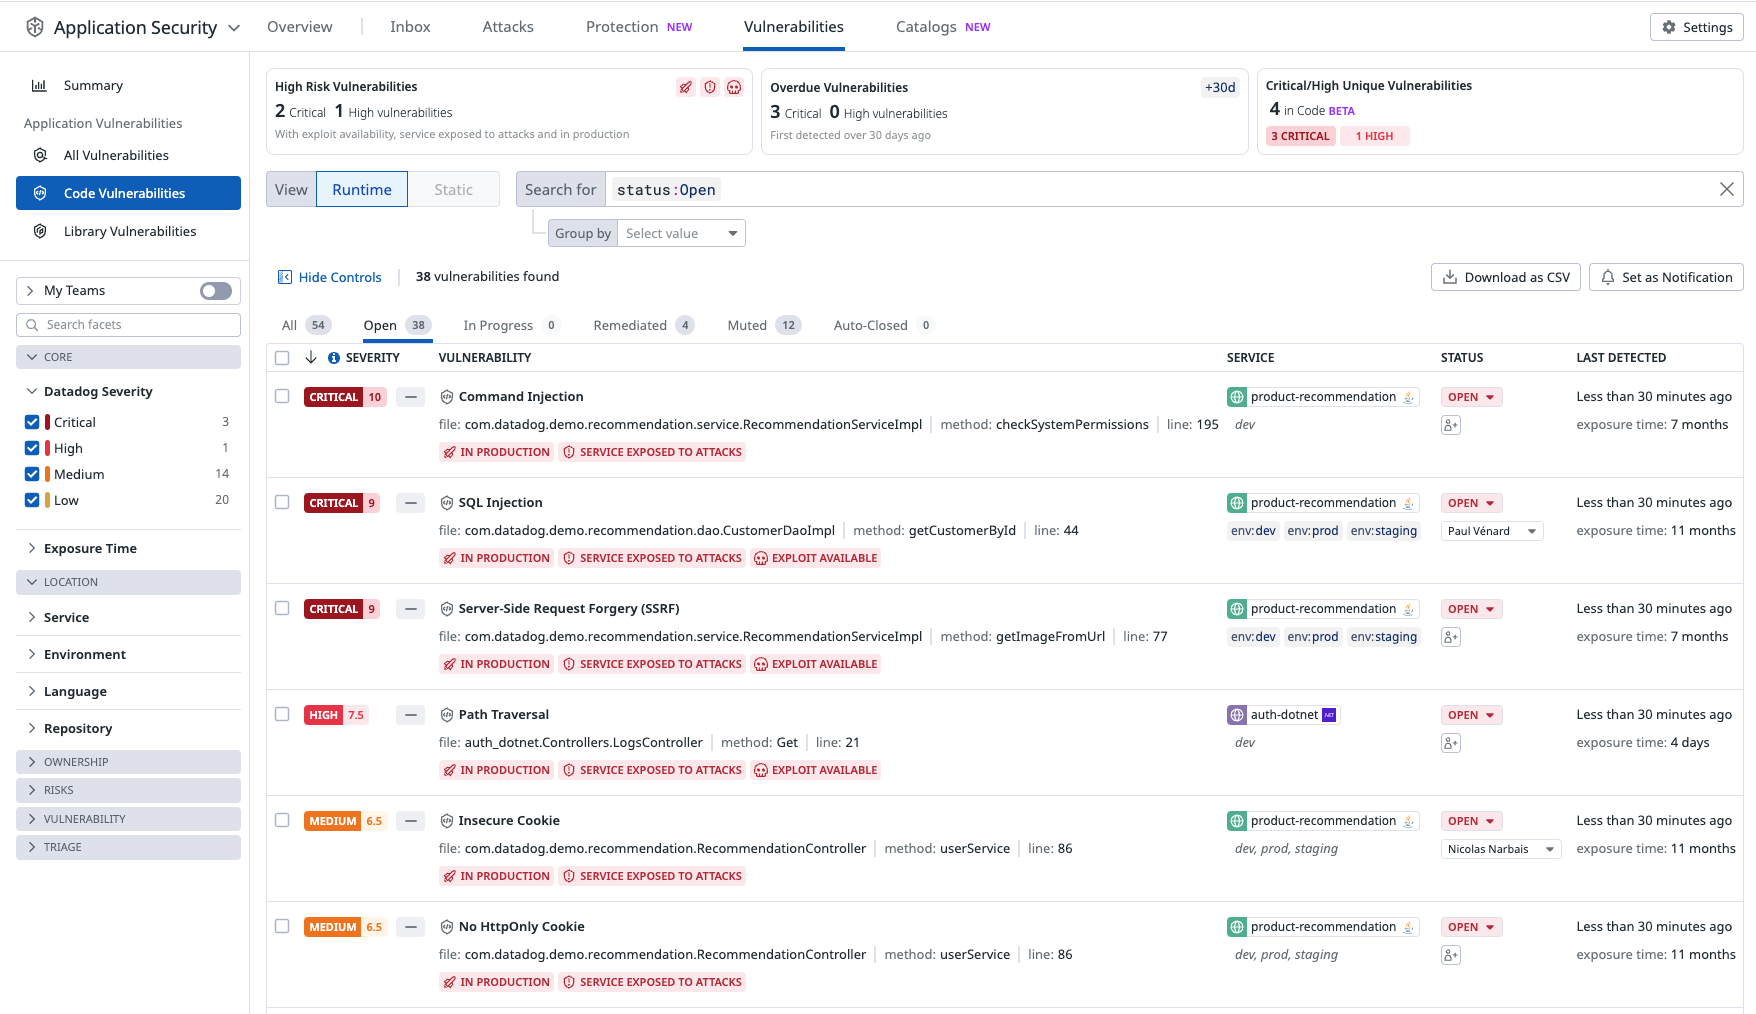 Application Security
Overview
Inbox
Attacks
Protection NEW
Vulnerabilities
Catalogs NEW
Settings
Summary
Application Vulnerabilities
All Vulnerabilities
Code Vulnerabilities
Library Vulnerabilities
My Teams
Search facets
CORE
Datadog Severity
Critical 3
High 1
Medium 14
Low 20
Exposure Time
LOCATION
Service
Environment
Language
Repository
OWNERSHIP
RISKS
VULNERABILITY
TRIAGE
High Risk Vulnerabilities
2 Critical 1 High vulnerabilities
With exploit availability, service exposed to attacks and in production
Overdue Vulnerabilities +30d
3 Critical 0 High vulnerabilities
First detected over 30 days ago
Critical/High Unique Vulnerabilities
4 in Code BETA
3 CRITICAL 1 HIGH
View Runtime Static
Search for status:Open
Group by Select value
Hide Controls 38 vulnerabilities found
Download as CSV Set as Notification
All 54 Open 38 In Progress 0 Remediated 4 Muted 12 Auto-Closed 0
SEVERITY VULNERABILITY SERVICE STATUS LAST DETECTED
CRITICAL 10 Command Injection product-recommendation OPEN Less than 30 minutes ago
file: com.datadog.demo.recommendation.service.RecommendationServiceImpl method: checkSystemPermissions line: 195 dev exposure time: 7 months
IN PRODUCTION SERVICE EXPOSED TO ATTACKS
CRITICAL 9 SQL Injection product-recommendation OPEN Less than 30 minutes ago
file: com.datadog.demo.recommendation.dao.CustomerDaoImpl method: getCustomerById line: 44 env:dev env:prod env:staging Paul Vénard exposure time: 11 months
IN PRODUCTION SERVICE EXPOSED TO ATTACKS EXPLOIT AVAILABLE
CRITICAL 9 Server-Side Request Forgery (SSRF) product-recommendation OPEN Less than 30 minutes ago
file: com.datadog.demo.recommendation.service.RecommendationServiceImpl method: getImageFromUrl line: 77 env:dev env:prod env:staging exposure time: 7 months
IN PRODUCTION SERVICE EXPOSED TO ATTACKS EXPLOIT AVAILABLE
HIGH 7.5 Path Traversal auth-dotnet .NET OPEN Less than 30 minutes ago
file: auth_dotnet.Controllers.LogsController method: Get line: 21 dev exposure time: 4 days
IN PRODUCTION SERVICE EXPOSED TO ATTACKS EXPLOIT AVAILABLE
MEDIUM 6.5 Insecure Cookie product-recommendation OPEN Less than 30 minutes ago
file: com.datadog.demo.recommendation.RecommendationController method: userService line: 86 dev, prod, staging Nicolas Narbais exposure time: 11 months
IN PRODUCTION SERVICE EXPOSED TO ATTACKS
MEDIUM 6.5 No HttpOnly Cookie product-recommendation OPEN Less than 30 minutes ago
file: com.datadog.demo.recommendation.RecommendationController method: userService line: 86 dev, prod, staging exposure time: 11 months
IN PRODUCTION SERVICE EXPOSED TO ATTACKS